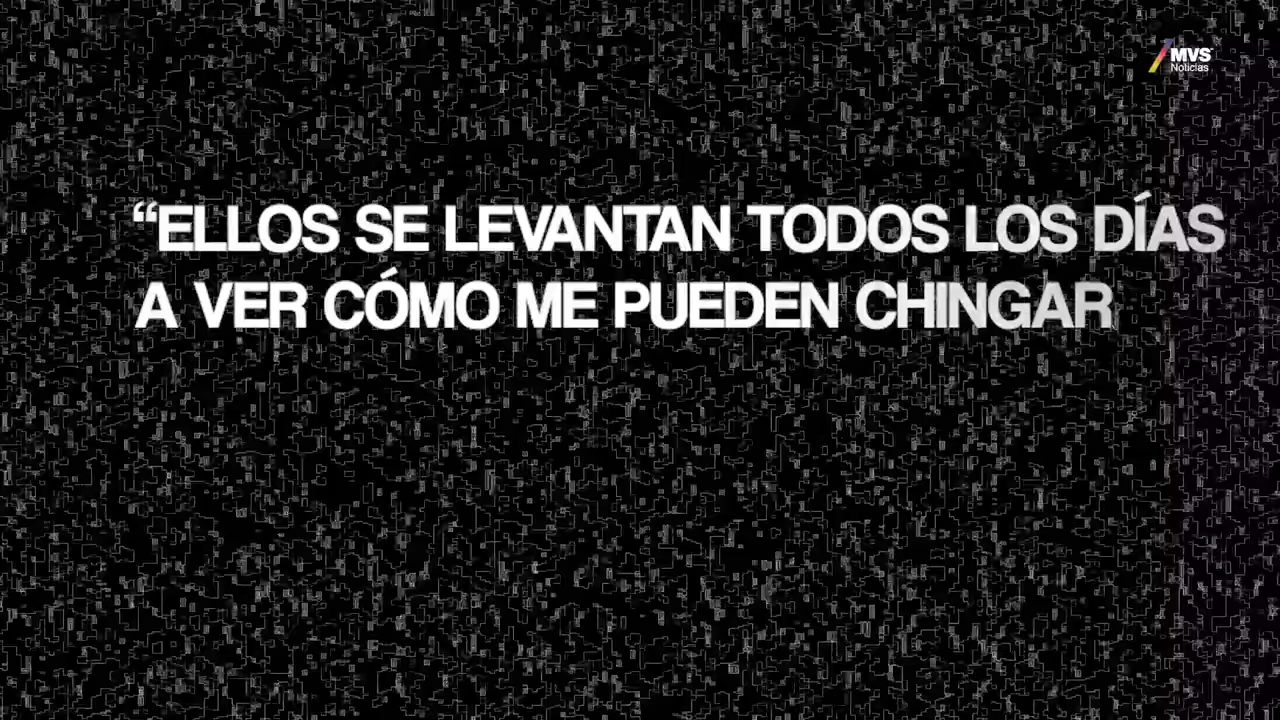 MVS
Noticias
“ELLOS SE LEVANTAN TODOS LOS DÍAS
A VER CÓMO ME PUEDEN CHINGAR